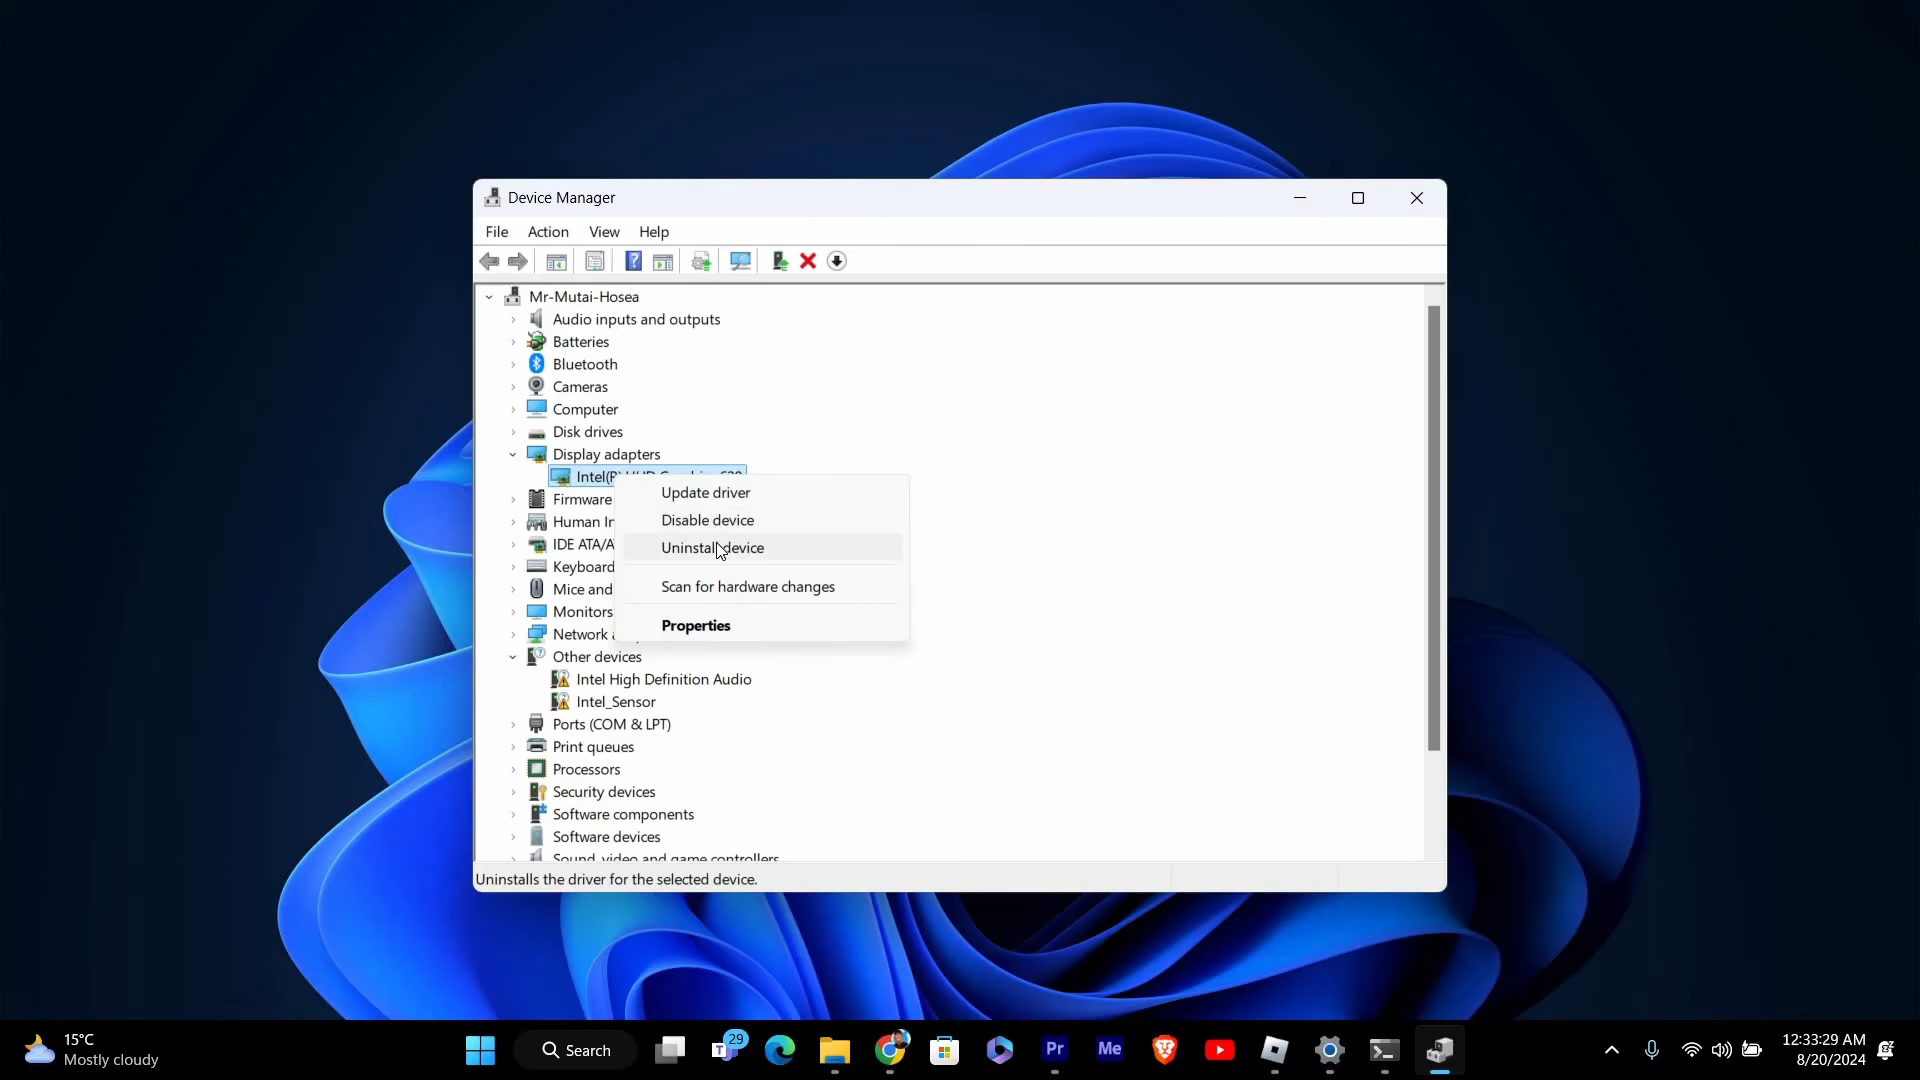 Device Manager
File Action View Help
Mr-Mutai-Hosea
Audio inputs and outputs
Batteries
Bluetooth
Cameras
Computer
Disk drives
Display adapters
Intel(R)
Firmware
Human In
IDE ATA/A
Keyboard
Mice and
Monitors
Network
Other devices
Intel High Definition Audio
Intel_Sensor
Ports (COM & LPT)
Print queues
Processors
Security devices
Software components
Software devices
Sound, video and game controllers
Update driver
Disable device
Uninstall device
Scan for hardware changes
Properties
Uninstalls the driver for the selected device.
15°C
Mostly cloudy
Search
29
Pr
Me
12:33:29 AM
8/20/2024